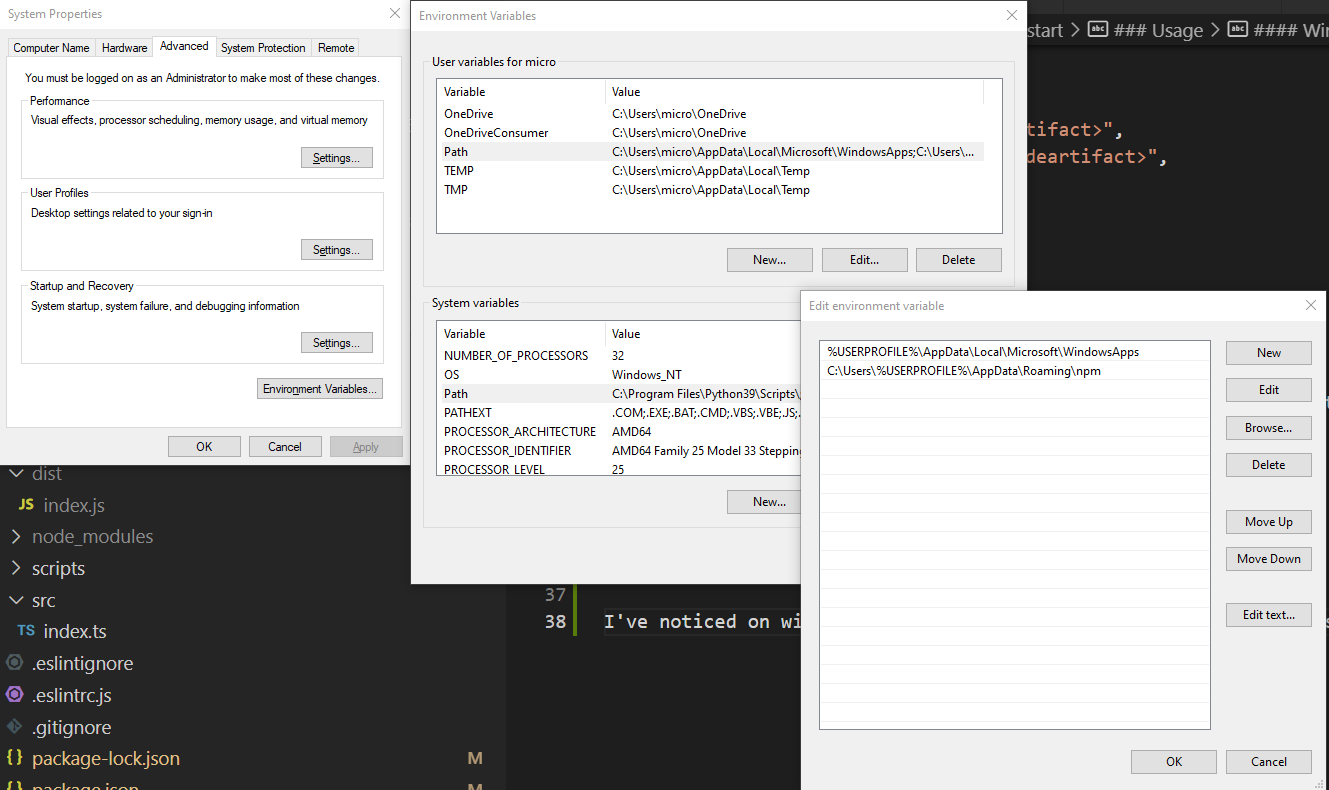 System Properties
Computer Name Hardware Advanced System Protection Remote
You must be logged on as an Administrator to make most of these changes.
Performance
Visual effects, processor scheduling, memory usage, and virtual memory
Settings...
User Profiles
Desktop settings related to your sign-in
Settings...
Startup and Recovery
System startup, system failure, and debugging information
Settings...
Environment Variables...
OK Cancel Apply
Environment Variables
User variables for micro
Variable Value
OneDrive C:\Users\micro\OneDrive
OneDriveConsumer C:\Users\micro\OneDrive
Path C:\Users\micro\AppData\Local\Microsoft\WindowsApps;C:\Users\...
TEMP C:\Users\micro\AppData\Local\Temp
TMP C:\Users\micro\AppData\Local\Temp
New... Edit... Delete
System variables
Variable Value
NUMBER_OF_PROCESSORS 32
OS Windows_NT
Path C:\Program Files\Python39\Scripts\
PATHEXT .COM;.EXE;.BAT;.CMD;.VBS;.VBE;.JS;.
PROCESSOR_ARCHITECTURE AMD64
PROCESSOR_IDENTIFIER AMD64 Family 25 Model 33 Stepping
PROCESSOR_LEVEL 25
New...
start > abc ### Usage > abc #### Wi
tifact>",
deartifact>",
Edit environment variable
%USERPROFILE%\AppData\Local\Microsoft\WindowsApps
C:\Users\%USERPROFILE%\AppData\Roaming\npm
New
Edit
Browse...
Delete
Move Up
Move Down
Edit text...
OK Cancel
dist
JS index.js
node_modules
scripts
src
TS index.ts
.eslintignore
.eslintrc.js
.gitignore
{} package-lock.json M
{} package.json M
37
38 I've noticed on wi